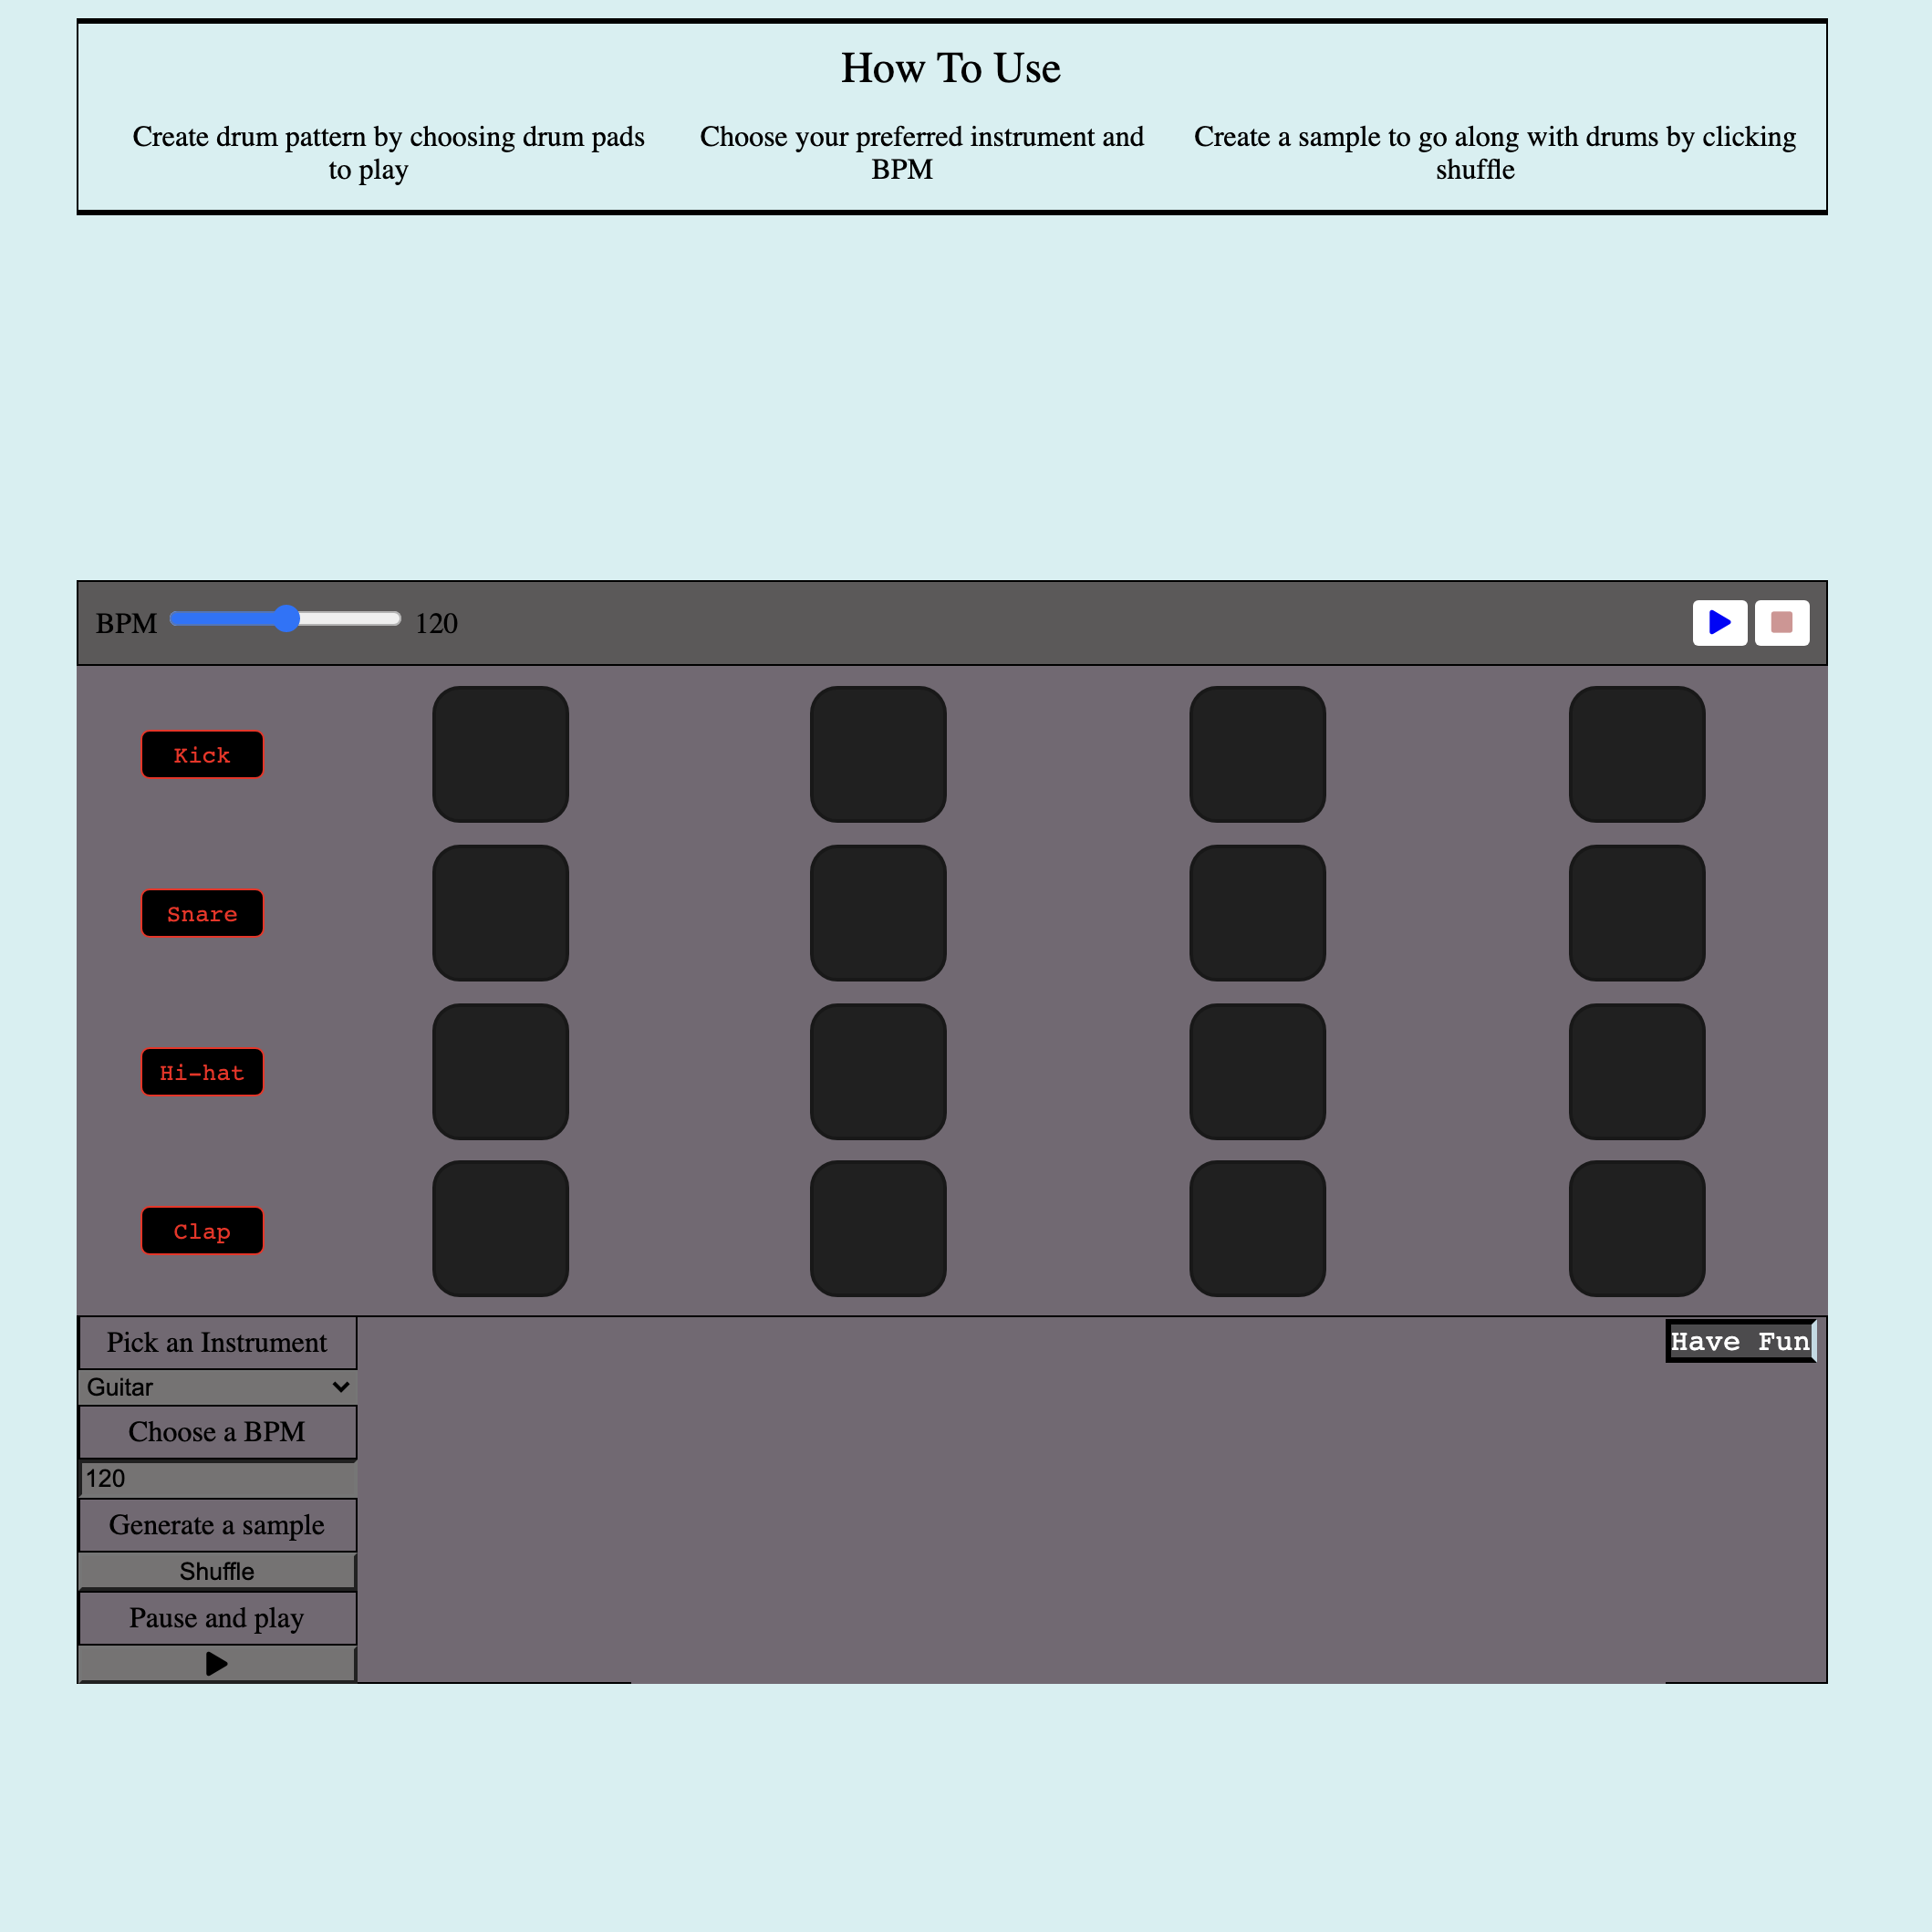 How To Use
Create drum pattern by choosing drum pads
to play
Choose your preferred instrument and
BPM
Create a sample to go along with drums by clicking
shuffle
BPM 120
Kick
Snare
Hi-hat
Clap
Pick an Instrument
Have Fun
Guitar
Choose a BPM
120
Generate a sample
Shuffle
Pause and play